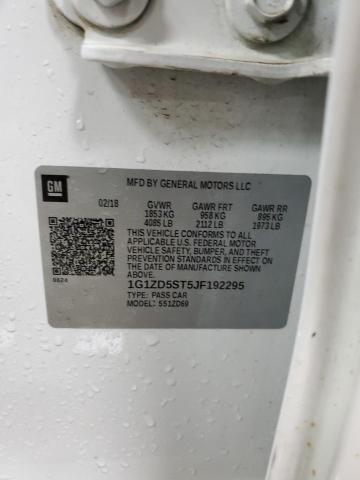 GM
MFD BY GENERAL MOTORS LLC
02/18 GVWR GAWR FRT GAWR RR
1853 KG 958 KG 895 KG
4085 LB 2112 LB 1973 LB
THIS VEHICLE CONFORMS TO ALL
APPLICABLE U.S. FEDERAL MOTOR
VEHICLE SAFETY, BUMPER, AND THEFT
PREVENTION STANDARDS IN EFFECT
ON THE DATE OF MANUFACTURE SHOWN
ABOVE.
0624
1G1ZD5ST5JF192295
TYPE: PASS CAR
MODEL: 551ZD69